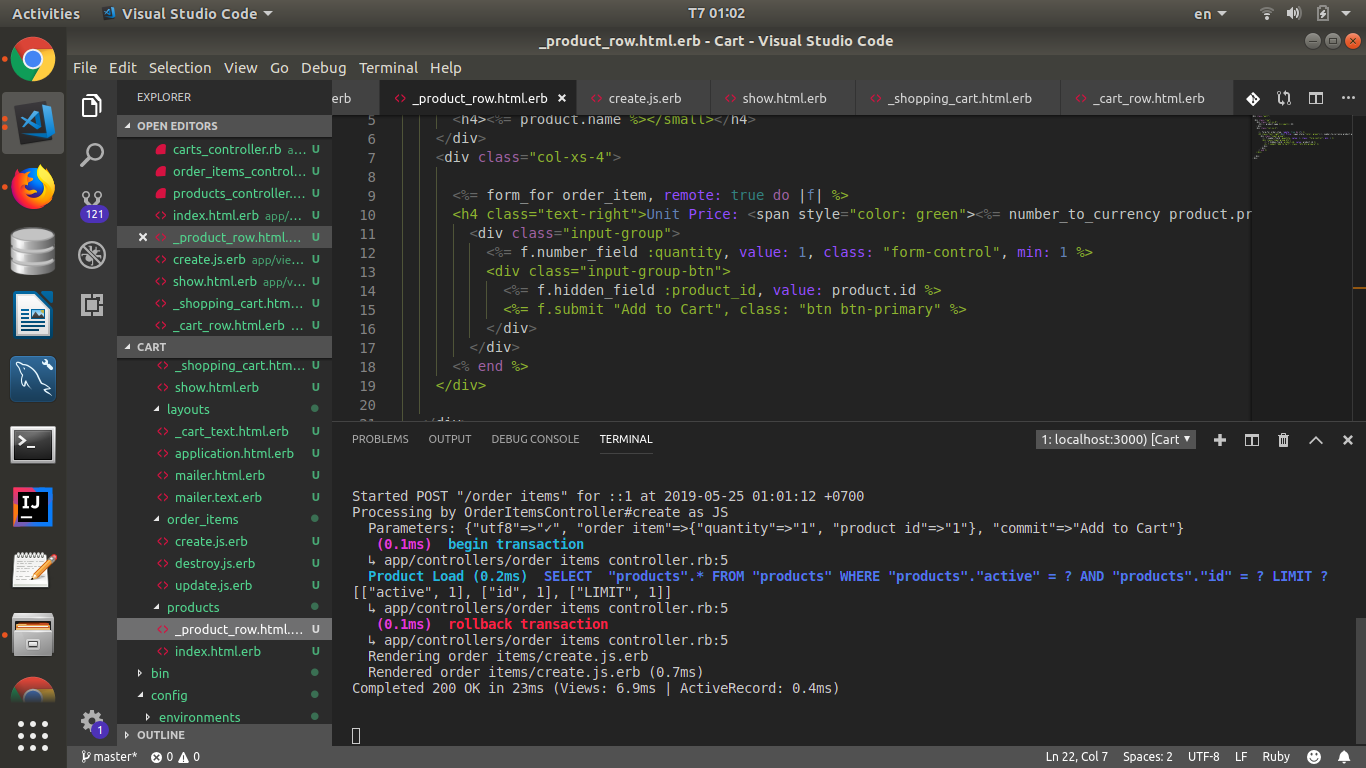 Activities
Visual Studio Code
T7 01:02
en
_product_row.html.erb - Cart - Visual Studio Code
File Edit Selection View Go Debug Terminal Help
EXPLORER
OPEN EDITORS
carts_controller.rb a... U
order_items_control... U
products_controller.... U
index.html.erb app/... U
_product_row.html.... U
create.js.erb app/vie... U
show.html.erb app/v... U
_shopping_cart.htm... U
_cart_row.html.erb ... U
CART
_shopping_cart.htm... U
show.html.erb U
layouts
_cart_text.html.erb U
application.html.erb U
mailer.html.erb U
mailer.text.erb U
order_items
create.js.erb U
destroy.js.erb U
update.js.erb U
products
_product_row.html.... U
index.html.erb U
bin
config
environments
OUTLINE
121
1
erb
_product_row.html.erb
create.js.erb
show.html.erb
_shopping_cart.html.erb
_cart_row.html.erb
5 <h4><%= product.name %></small></h4>
6 </div>
7 <div class="col-xs-4">
8
9 <%= form_for order_item, remote: true do |f| %>
10 <h4 class="text-right">Unit Price: <span style="color: green"><%= number_to_currency product.pr
11 <div class="input-group">
12 <%= f.number_field :quantity, value: 1, class: "form-control", min: 1 %>
13 <div class="input-group-btn">
14 <%= f.hidden_field :product_id, value: product.id %>
15 <%= f.submit "Add to Cart", class: "btn btn-primary" %>
16 </div>
17 </div>
18 <% end %>
19 </div>
20
21 </div>
PROBLEMS OUTPUT DEBUG CONSOLE TERMINAL
1: localhost:3000) [Cart
Started POST "/order items" for ::1 at 2019-05-25 01:01:12 +0700
Processing by OrderItemsController#create as JS
Parameters: {"utf8"=>"✓", "order item"=>{"quantity"=>"1", "product id"=>"1"}, "commit"=>"Add to Cart"}
(0.1ms) begin transaction
↳ app/controllers/order items controller.rb:5
Product Load (0.2ms) SELECT "products".* FROM "products" WHERE "products"."active" = ? AND "products"."id" = ? LIMIT ?
[["active", 1], ["id", 1], ["LIMIT", 1]]
↳ app/controllers/order items controller.rb:5
(0.1ms) rollback transaction
↳ app/controllers/order items controller.rb:5
Rendering order items/create.js.erb
Rendered order items/create.js.erb (0.7ms)
Completed 200 OK in 23ms (Views: 6.9ms | ActiveRecord: 0.4ms)
master* 0 0
Ln 22, Col 7 Spaces: 2 UTF-8 LF Ruby